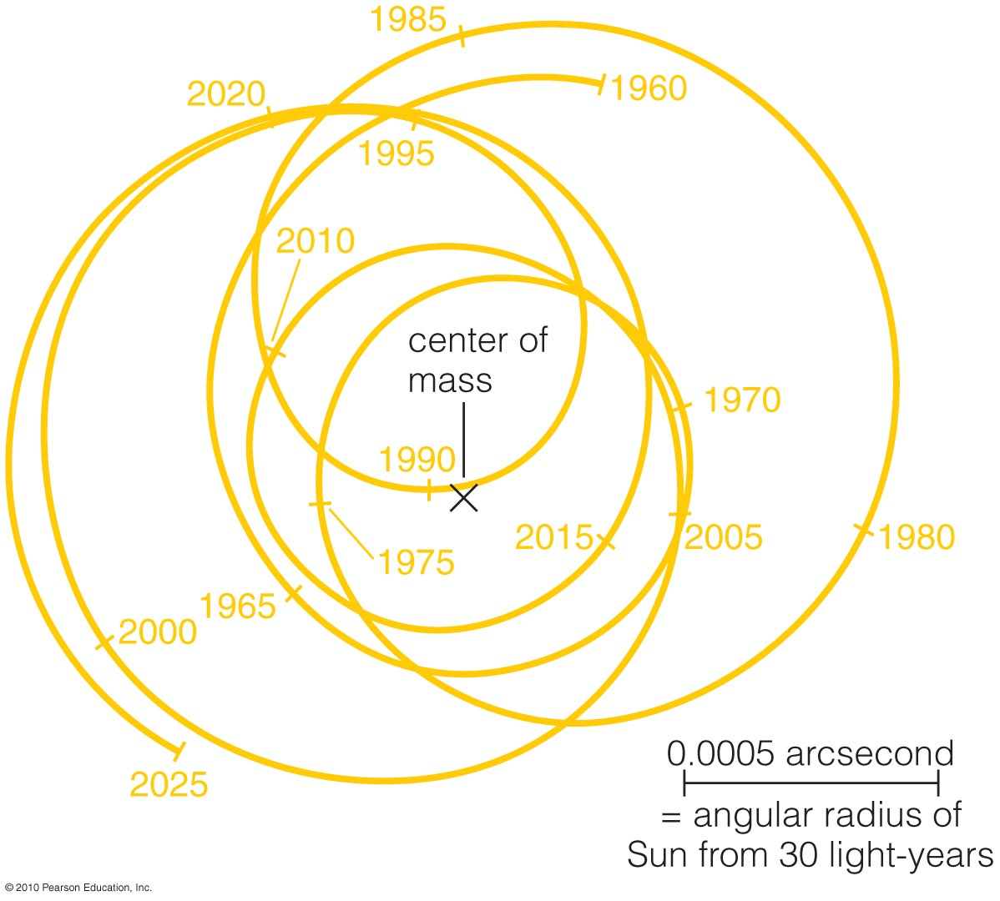 1985
1960
2020
1995
2010
center of
mass
1970
1990
2015
2005
1980
1975
1965
2000
0.0005 arcsecond
2025
= angular radius of
Sun from 30 light-years
© 2010 Pearson Education, Inc.